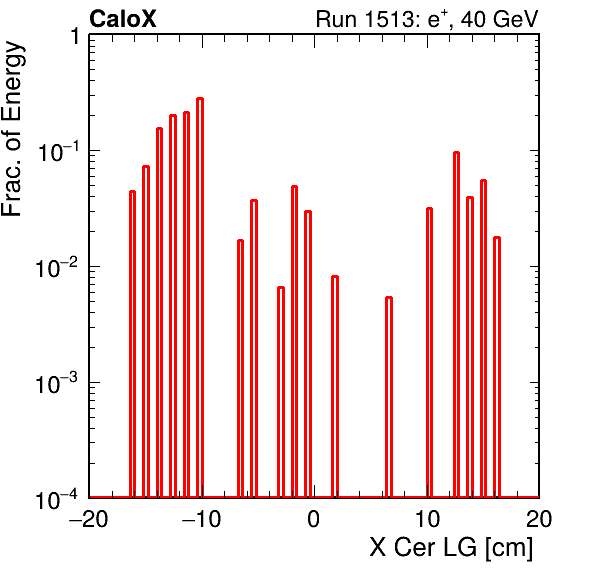 CaloX Run 1513: e⁺, 40 GeV
Frac. of Energy
1
10⁻¹
10⁻²
10⁻³
10⁻⁴
−20 −10 0 10 20
X Cer LG [cm]